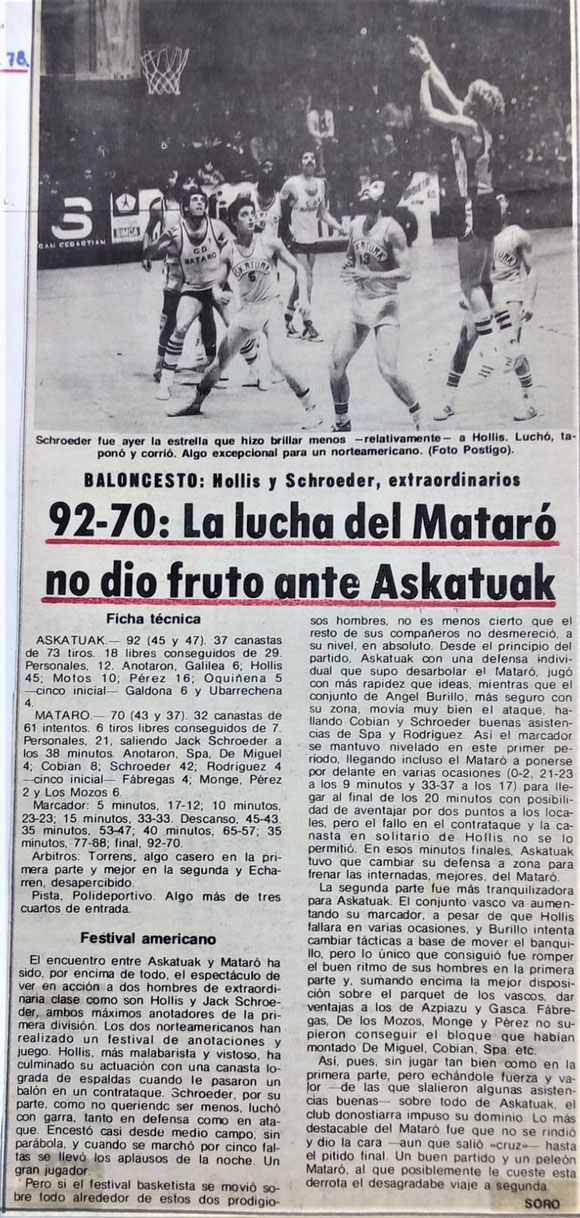 78.
S
SAN SEBASTIAN
SIMCA
C.D.
MATARO
5
13
Schroeder fue ayer la estrella que hizo brillar menos —relativamente— a Hollis. Luchó, ta-
ponó y corrió. Algo excepcional para un norteamericano. (Foto Postigo).
BALONCESTO: Hollis y Schroeder, extraordinarios
92-70: La lucha del Mataró
no dio fruto ante Askatuak
Ficha técnica
ASKATUAK.— 92 (45 y 47). 37 canastas
de 73 tiros. 18 libres conseguidos de 29.
Personales, 12. Anotaron, Galilea 6; Hollis
45; Motos 10; Pérez 16; Oquiñena 5
—cinco inicial— Galdona 6 y Ubarrechena
4.
MATARO.— 70 (43 y 37). 32 canastas de
61 intentos. 6 tiros libres conseguidos de 7.
Personales, 21, saliendo Jack Schroeder a
los 38 minutos. Anotaron, Spa, De Miguel
4; Cobian 8; Schroeder 42; Rodríguez 4
—cinco inicial— Fábregas 4; Monge, Pérez
2 y Los Mozos 6.
Marcador: 5 minutos, 17-12; 10 minutos,
23-23; 15 minutos, 33-33. Descanso, 45-43.
35 minutos, 53-47; 40 minutos, 65-57; 35
minutos, 77-68; final, 92-70.
Arbitros: Torrens, algo casero en la pri-
mera parte y mejor en la segunda y Echa-
rren, desapercibido.
Pista, Polideportivo. Algo más de tres
cuartos de entrada.
Festival americano
El encuentro entre Askatuak y Mataró ha
sido, por encima de todo, el espectáculo de
ver en acción a dos hombres de extraordi-
naria clase como son Hollis y Jack Schroe-
der, ambos máximos anotadores de la pri-
mera división. Los dos norteamericanos han
realizado un festival de anotaciones y
juego. Hollis, más malabarista y vistoso, ha
culminado su actuación con una canasta lo-
grada de espaldas cuando le pasaron un
balón en un contrataque. Schroeder, por su
parte, como no queriendc ser menos, luchó
con garra, tanto en defensa como en ata-
que. Encestó casi desde medio campo, sin
parábola, y cuando se marchó por cinco fal-
tas se llevó los aplausos de la noche. Un
gran jugador.
Pero si el festival basketista se movió so-
bre todo alrededor de estos dos prodigio-
sos hombres, no es menos cierto que el
resto de sus compañeros no desmereció, a
su nivel, en absoluto. Desde el principio del
partido, Askatuak con una defensa indivi-
dual que supo desarbolar el Mataró, jugó
con más rapidez que ideas, mientras que el
conjunto de Angel Burillo, más seguro con
su zona, movía muy bien el ataque, ha-
llando Cobian y Schroeder buenas asisten-
cias de Spa y Rodríguez. Así el marcador
se mantuvo nivelado en este primer pe-
ríodo, llegando incluso el Mataró a ponerse
por delante en varias ocasiones (0-2, 21-23
a los 9 minutos y 33-37 a los 17) para lle-
gar al final de los 20 minutos con posibili-
dad de aventajar por dos puntos a los loca-
les, pero el fallo en el contrataque y la ca-
nasta en solitario de Hollis no se lo
permitió. En esos minutos finales, Askatuak
tuvo que cambiar su defensa a zona para
frenar las internadas, mejores, del Mataró.
La segunda parte fue más tranquilizadora
para Askatuak. El conjunto vasco va aumen-
tando su marcador, a pesar de que Hollis
fallara en varias ocasiones, y Burillo intenta
cambiar tácticas a base de mover el banqui-
llo, pero lo único que consiguió fue romper
el buen ritmo de sus hombres en la primera
parte y, sumando encima la mejor disposi-
ción sobre el parquet de los vascos, dar
ventajas a los de Azpiazu y Gasca. Fábre-
gas, De los Mozos, Monge y Pérez no su-
pieron conseguir el bloque que habían
montado De Miguel, Cobian, Spa. etc.
Así, pues, sin jugar tan bien como en la
primera parte, pero echándole fuerza y va-
lor —de las que slalieron algunas asisten-
cias buenas— sobre todo de Askatuak, el
club donostiarra impuso su dominio. Lo más
destacable del Mataró fue que no se rindió
y dio la cara —aun que salió «cruz»— hasta
el pitido final. Un buen partido y un peleón
Mataró, al que posiblemente le cueste esta
derrota el desagradabe viaje a segunda.
SORO